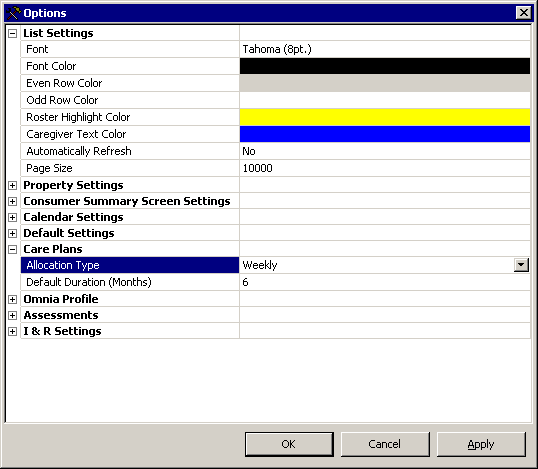 Options
List Settings
Font Tahoma (8pt.)
Font Color
Even Row Color
Odd Row Color
Roster Highlight Color
Caregiver Text Color
Automatically Refresh No
Page Size 10000
Property Settings
Consumer Summary Screen Settings
Calendar Settings
Default Settings
Care Plans
Allocation Type Weekly
Default Duration (Months) 6
Omnia Profile
Assessments
I & R Settings
OK Cancel Apply